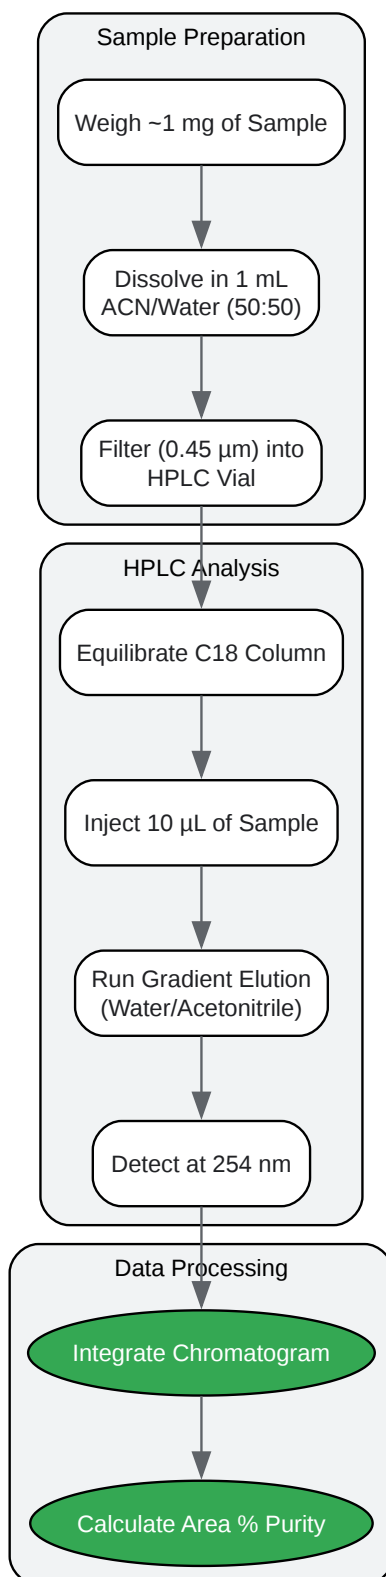 Sample Preparation
Weigh ~1 mg of Sample
Dissolve in 1 mL
ACN/Water (50:50)
Filter (0.45 µm) into
HPLC Vial
HPLC Analysis
Equilibrate C18 Column
Inject 10 µL of Sample
Run Gradient Elution
(Water/Acetonitrile)
Detect at 254 nm
Data Processing
Integrate Chromatogram
Calculate Area % Purity